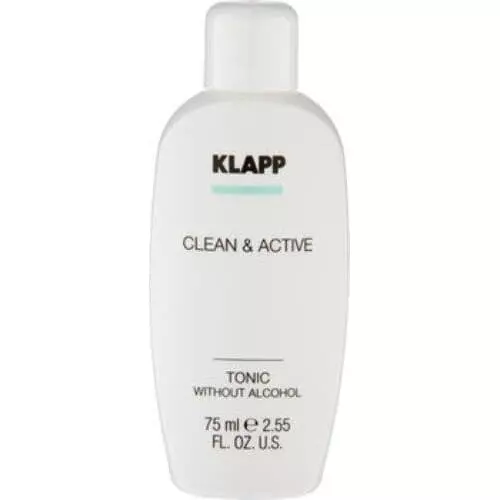 KLAPP
CLEAN & ACTIVE
TONIC
WITHOUT ALCOHOL
75 ml ℮ 2.55
FL. OZ. U.S.